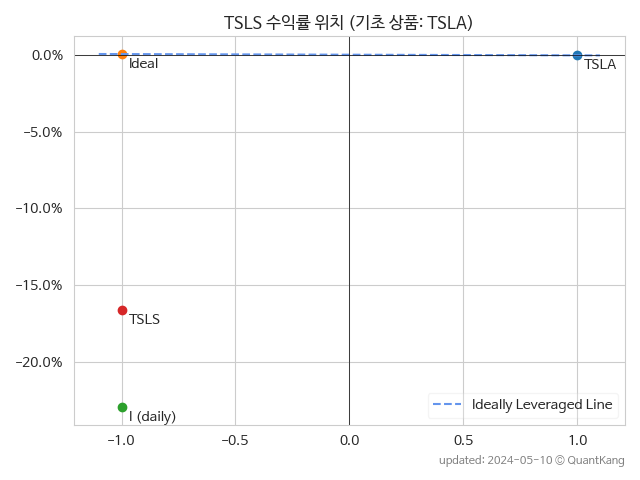 TSLS 수익률 위치 (기초 상품: TSLA)
0.0%
−5.0%
−10.0%
−15.0%
−20.0%
Ideal
TSLA
TSLS
I (daily)
Ideally Leveraged Line
−1.0
−0.5
0.0
0.5
1.0
updated: 2024-05-10 © QuantKang